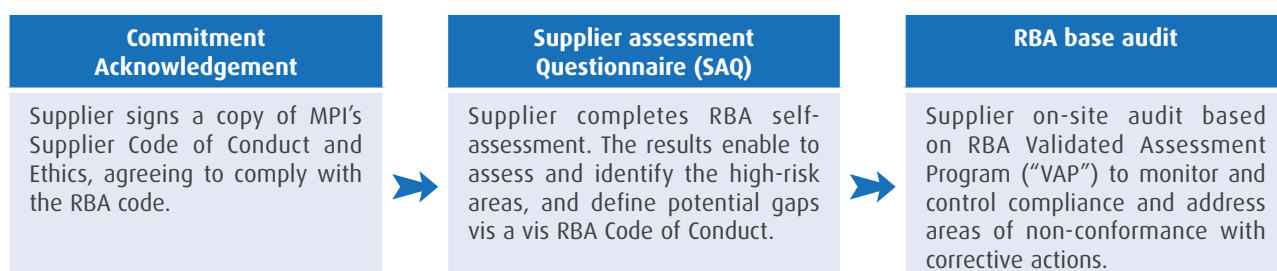 Commitment
Acknowledgement
Supplier signs a copy of MPI's
Supplier Code of Conduct and
Ethics, agreeing to comply with
the RBA code.
Supplier assessment
Questionnaire (SAQ)
Supplier completes RBA self-
assessment. The results enable to
assess and identify the high-risk
areas, and define potential gaps
vis a vis RBA Code of Conduct.
RBA base audit
Supplier on-site audit based
on RBA Validated Assessment
Program (“VAP”) to monitor and
control compliance and address
areas of non-conformance with
corrective actions.